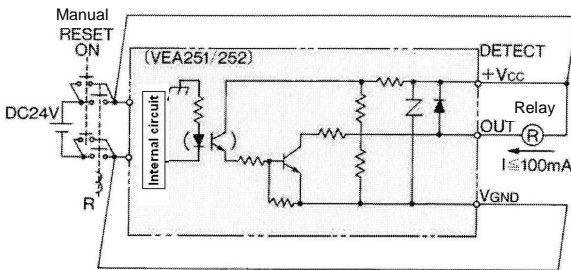 Manual
RESET
ON
(VEA251/252)
DETECT
+VCC
DC24V
Internal circuit
Relay
OUT
R
I≦100mA
R
VGND